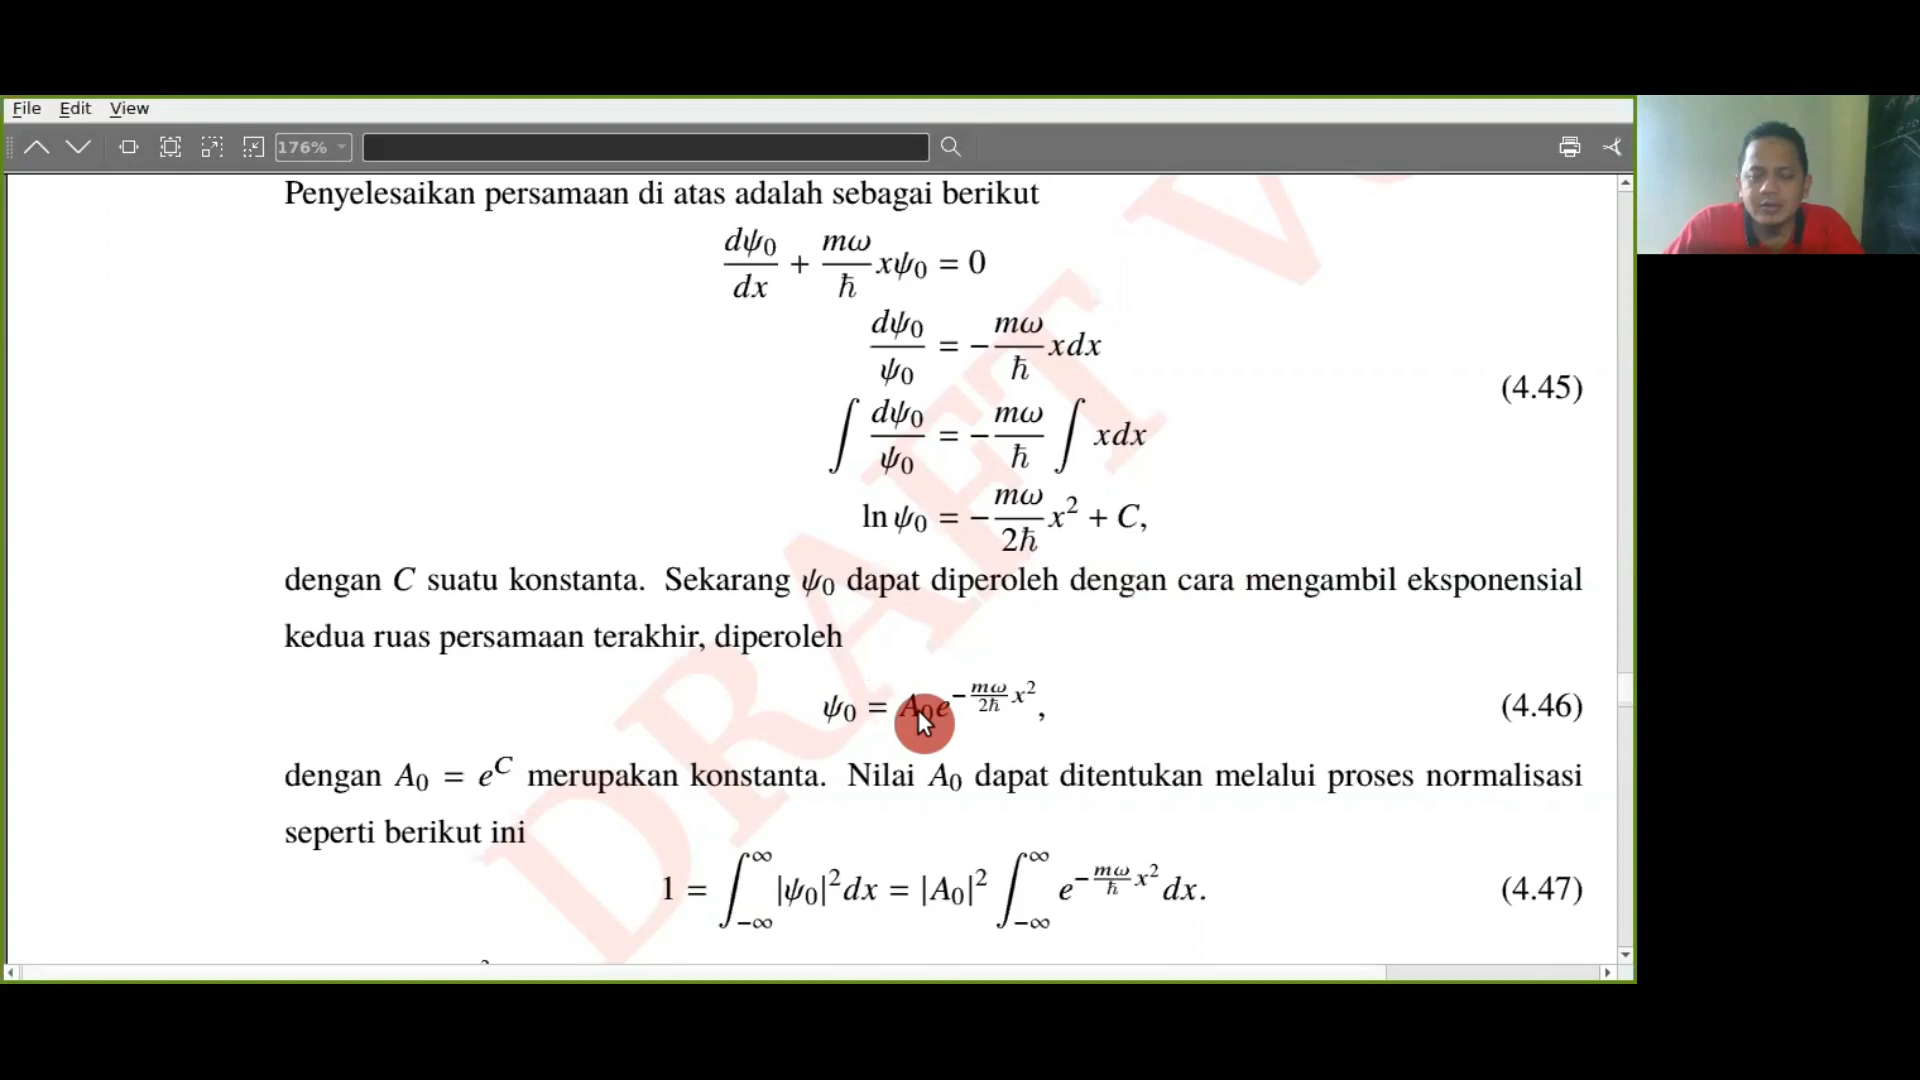 File Edit View
176%
Penyelesaikan persamaan di atas adalah sebagai berikut
dψ₀/dx + mω/ħ xψ₀ = 0
dψ₀/ψ₀ = −mω/ħ xdx
∫ dψ₀/ψ₀ = −mω/ħ ∫ xdx
(4.45)
ln ψ₀ = −mω/2ħ x² + C,
dengan C suatu konstanta. Sekarang ψ₀ dapat diperoleh dengan cara mengambil eksponensial
kedua ruas persamaan terakhir, diperoleh
ψ₀ = A₀e^{−mω/2ħ x²}, (4.46)
dengan A₀ = e^C merupakan konstanta. Nilai A₀ dapat ditentukan melalui proses normalisasi
seperti berikut ini
1 = ∫_{−∞}^{∞} |ψ₀|²dx = |A₀|² ∫_{−∞}^{∞} e^{−mω/ħ x²} dx. (4.47)
DRAFT